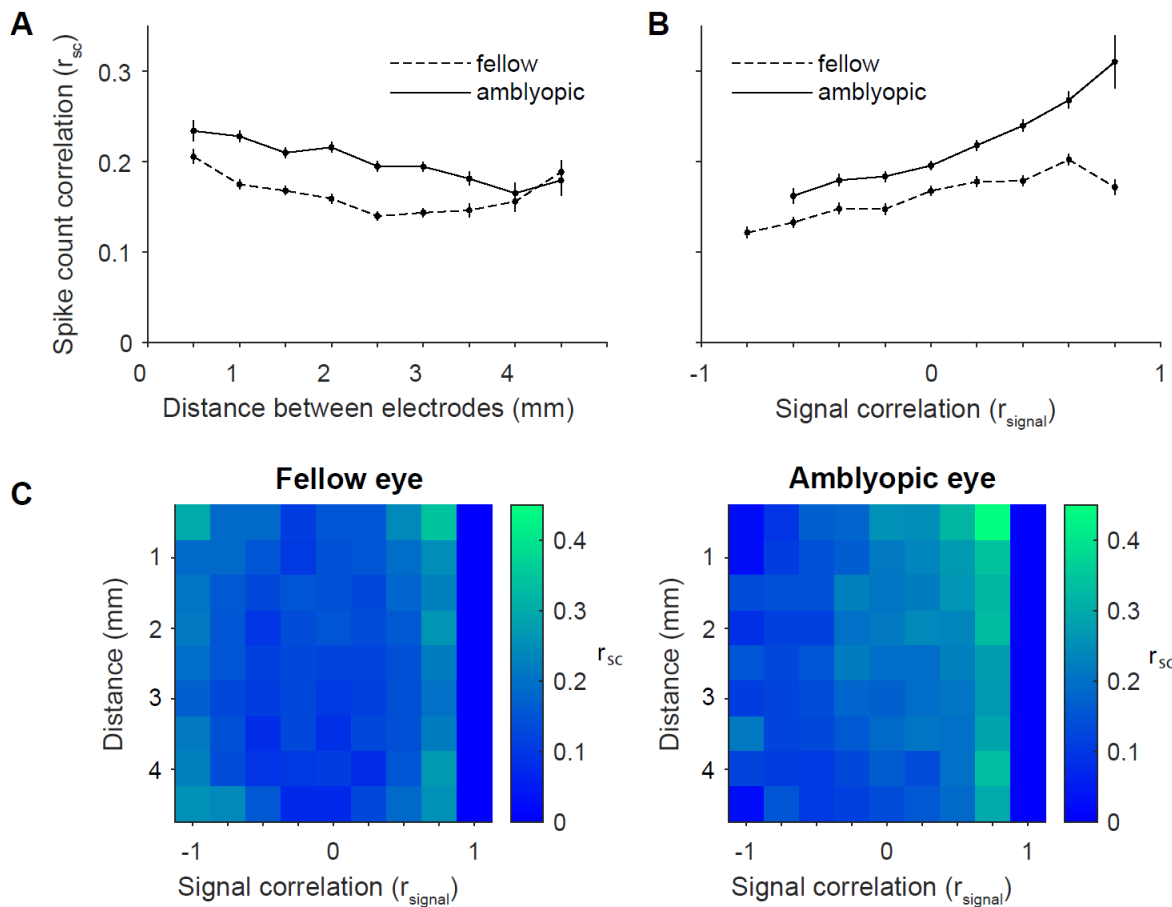 A
Spike count correlation (rsc)
0.3
0.2
0.1
0
fellow
amblyopic
0 1 2 3 4
Distance between electrodes (mm)
B
fellow
amblyopic
-1 0 1
Signal correlation (rsignal)
C
Fellow eye
Distance (mm)
1
2
3
4
-1 0 1
Signal correlation (rsignal)
0.4
0.3
0.2
0.1
0
rsc
Amblyopic eye
Distance (mm)
1
2
3
4
-1 0 1
Signal correlation (rsignal)
0.4
0.3
0.2
0.1
0
rsc